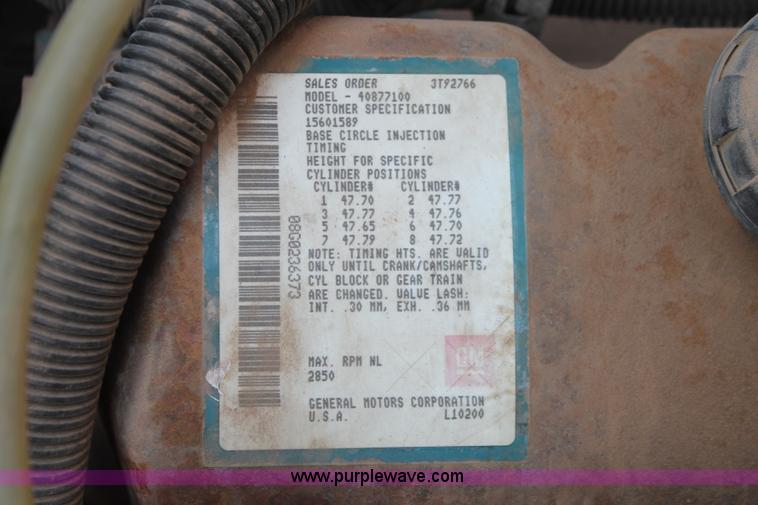 SALES ORDER 3T92766
MODEL - 40877100
CUSTOMER SPECIFICATION
15601589
BASE CIRCLE INJECTION
TIMING
HEIGHT FOR SPECIFIC
CYLINDER POSITIONS
CYLINDER# CYLINDER#
1 47.70 2 47.77
3 47.77 4 47.76
5 47.65 6 47.70
7 47.79 8 47.72
NOTE: TIMING HTS. ARE VALID
ONLY UNTIL CRANK/CAMSHAFTS,
CYL BLOCK OR GEAR TRAIN
ARE CHANGED. VALUE LASH:
INT. .30 MM, EXH. .36 MM
MAX. RPM NL
2850
GM
GENERAL MOTORS CORPORATION
U.S.A. L10200
08G0236373
www.purplewave.com